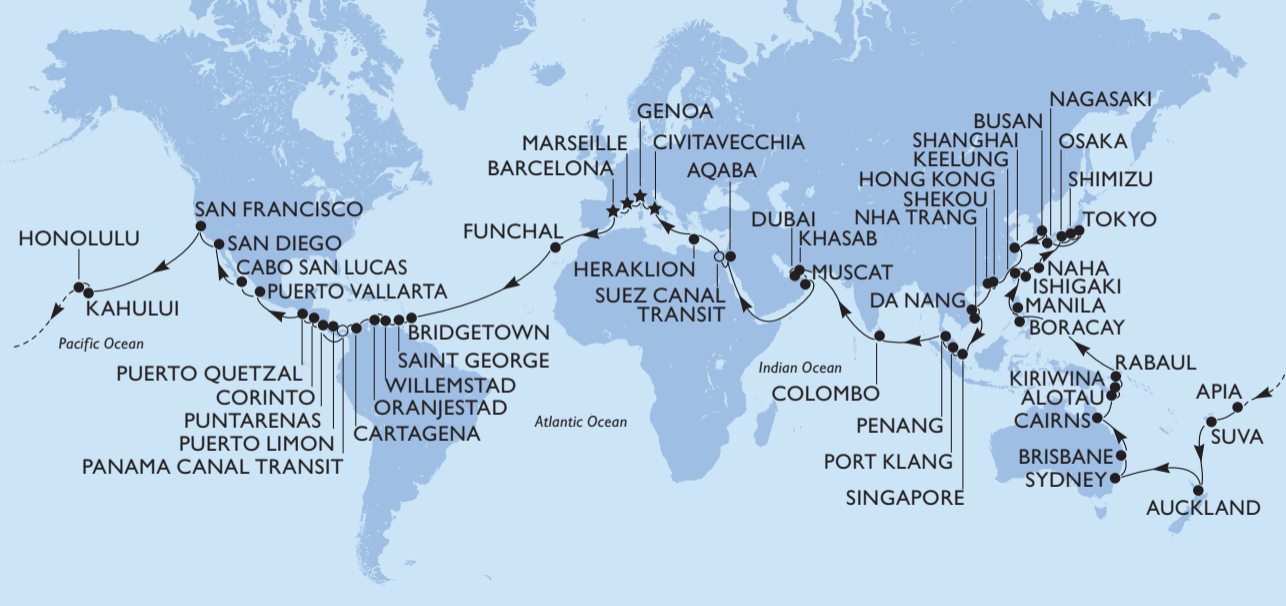 GENOA
MARSEILLE
CIVITAVECCHIA
BARCELONA
AQABA
FUNCHAL
HERAKLION
SUEZ CANAL
TRANSIT
DUBAI
KHASAB
MUSCAT
NAGASAKI
BUSAN
SHANGHAI
OSAKA
KEELUNG
HONG KONG
SHIMIZU
SHEKOU
NHA TRANG
TOKYO
DA NANG
NAHA
ISHIGAKI
MANILA
BORACAY
SAN FRANCISCO
HONOLULU
SAN DIEGO
CABO SAN LUCAS
PUERTO VALLARTA
KAHULUI
Pacific Ocean
BRIDGETOWN
SAINT GEORGE
WILLEMSTAD
ORANJESTAD
CARTAGENA
PUERTO QUETZAL
CORINTO
PUNTARENAS
PUERTO LIMON
PANAMA CANAL TRANSIT
Atlantic Ocean
Indian Ocean
COLOMBO
PENANG
PORT KLANG
SINGAPORE
RABAUL
KIRIWINA
ALOTAU
CAIRNS
APIA
SUVA
BRISBANE
SYDNEY
AUCKLAND